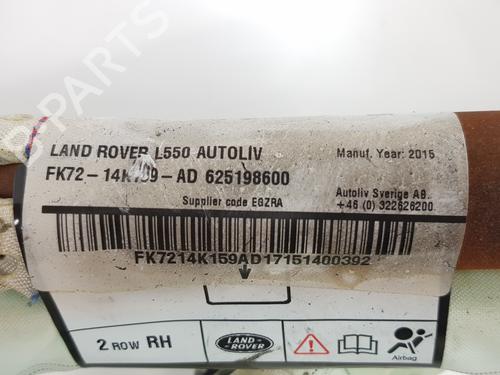 LAND ROVER L550 AUTOLIV
Manuf. Year: 2015
FK72-14K159-AD 625198600
Supplier code EGZRA
Autoliv Sverige AB.
+46 (0) 322626200
FK7214K159AD17151400392
2 ROW RH
LAND ROVER
Airbag